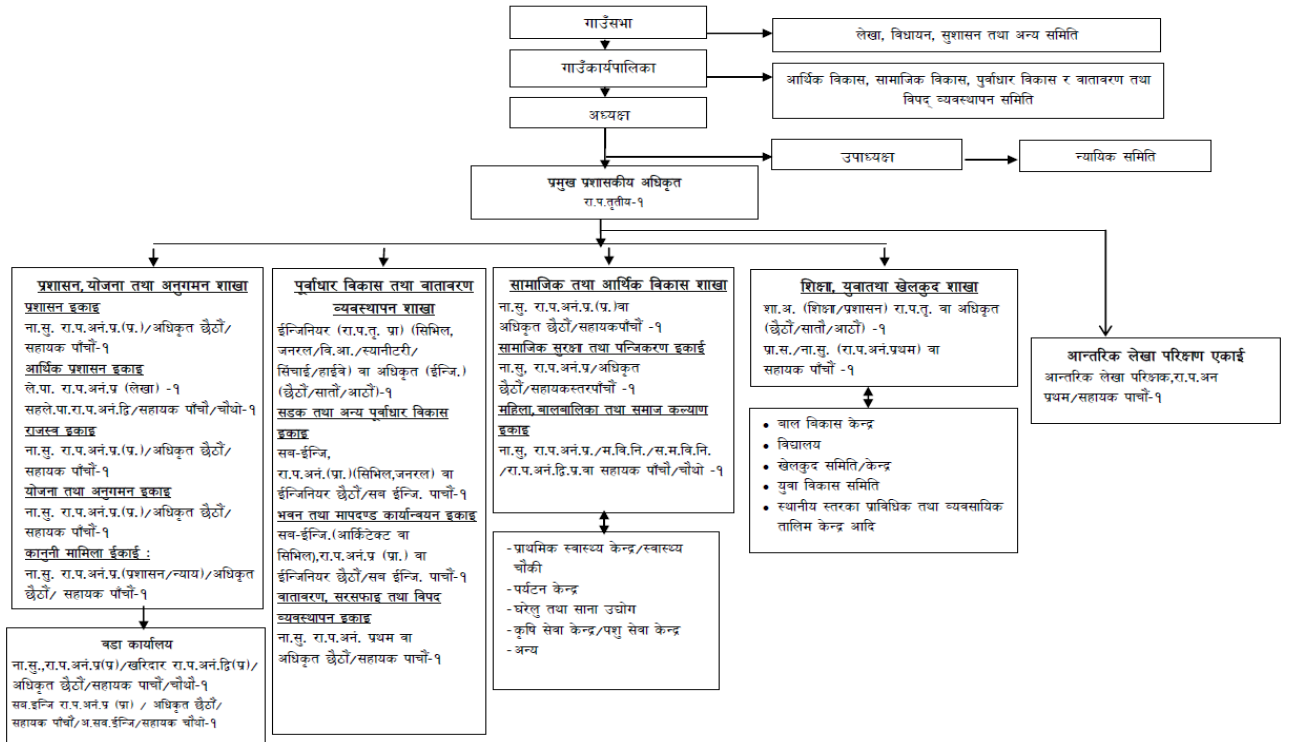 गाउँसभा
लेखा, विधायन, सुशासन तथा अन्य समिति
गाउँकार्यपालिका
आर्थिक विकास, सामाजिक विकास, पुर्वाधार विकास र वातावरण तथा
विपद् व्यवस्थापन समिति
अध्यक्ष
उपाध्यक्ष
न्यायिक समिति
प्रमुख प्रशासकीय अधिकृत
रा.प.तृतीय-१
प्रशासन,योजना तथा अनुगमन शाखा
प्रशासन इकाइ
ना.सु. रा.प.अनं.प्र.(प्र.)/अधिकृत छैठौं/
सहायक पाँचौं-१
आर्थिक प्रशासन इकाइ
ले.पा. रा.प.अनं.प्र (लेखा) -१
सहले.पा.रा.प.अनं.द्वि/सहायक पाँचौ/चौथो-१
राजस्व इकाइ
ना.सु. रा.प.अनं.प्र.(प्र.)/अधिकृत छैठौं/
सहायक पाँचौं-१
योजना तथा अनुगमन इकाइ
ना.सु. रा.प.अनं.प्र.(प्र.)/अधिकृत छैठौं/
सहायक पाँचौं-१
कानुनी मामिला ईकाई :
ना.सु. रा.प.अनं.प्र.(प्रशासन/न्याय)/अधिकृत
छैठौं/ सहायक पाँचौं-१
वडा कार्यालय
ना.सु.,रा.प.अनं.प्र(प्र)/खरिदार रा.प.अनं.द्वि(प्र)/
अधिकृत छैठौं/सहायक पाचौं/चौथौ-१
सब.इन्जि रा.प.अनं.प्र (प्रा) / अधिकृत छैठौं/
सहायक पाँचौं/अ.सब.ईन्जि/सहायक चौथो-१
पूर्वाधार विकास तथा वातावरण
व्यवस्थापन शाखा
ईन्जिनियर (रा.प.तृ. प्रा) (सिभिल,
जनरल/वि.आ./स्यानीटरी/
सिंचाई/हाईवे) वा अधिकृत (ईन्जि.)
(छैठौं/सातौं/आठौं)-१
सडक तथा अन्य पूर्वाधार विकास
इकाइ
सब-ईन्जि,
रा.प.अनं.(प्रा.)(सिभिल,जनरल) वा
ईन्जिनियर छैठौं/सब ईन्जि. पाचौं-१
भवन तथा मापदण्ड कार्यान्वयन इकाइ
सब-ईन्जि.(आर्किटेक्ट वा
सिभिल),रा.प.अनं.प्र (प्रा.) वा
ईन्जिनियर छैठौं/सब ईन्जि. पाचौं-१
वातावरण, सरसफाइ तथा विपद
व्यवस्थापन इकाइ
ना.सु. रा.प.अनं. प्रथम वा
अधिकृत छैठौं/सहायक पाचौं-१
सामाजिक तथा आर्थिक विकास शाखा
ना.सु. रा.प.अनं.प्र.(प्र.)वा
अधिकृत छैठौं/सहायकपाँचौं -१
सामाजिक सुरक्षा तथा पन्जिकरण इकाई
ना.सु, रा.प.अनं.प्र/अधिकृत
छैठौं/सहायकस्तरपाँचौं -१
महिला,बालबालिका तथा समाज कल्याण
इकाइ
ना.सु, रा.प.अनं.प्र./म.वि.नि./स.म.वि.नि.
/रा.प.अनं.द्वि.प्र.वा सहायक पाँचौ/चौथो -१
-प्राथमिक स्वास्थ्य केन्द्र/स्वास्थ्य
चौकी
-पर्यटन केन्द्र
-घरेलु तथा साना उद्योग
-कृषि सेवा केन्द्र/पशु सेवा केन्द्र
-अन्य
शिक्षा, युवातथा खेलकुद शाखा
शा.अ. (शिक्षा/प्रशासन) रा.प.तृ. वा अधिकृत
(छैठौं/सातौं/आठौं) -१
प्रा.स./ना.सु. (रा.प.अनं.प्रथम) वा
सहायक पाँचौं -१
• बाल विकास केन्द्र
• विद्यालय
• खेलकुद समिति/केन्द्र
• युवा विकास समिति
• स्थानीय स्तरका प्राविधिक तथा व्यवसायिक
तालिम केन्द्र आदि
आन्तरिक लेखा परिक्षण एकाई
आन्तरिक लेखा परिक्षक,रा.प.अन
प्रथम/सहायक पाचौं-१